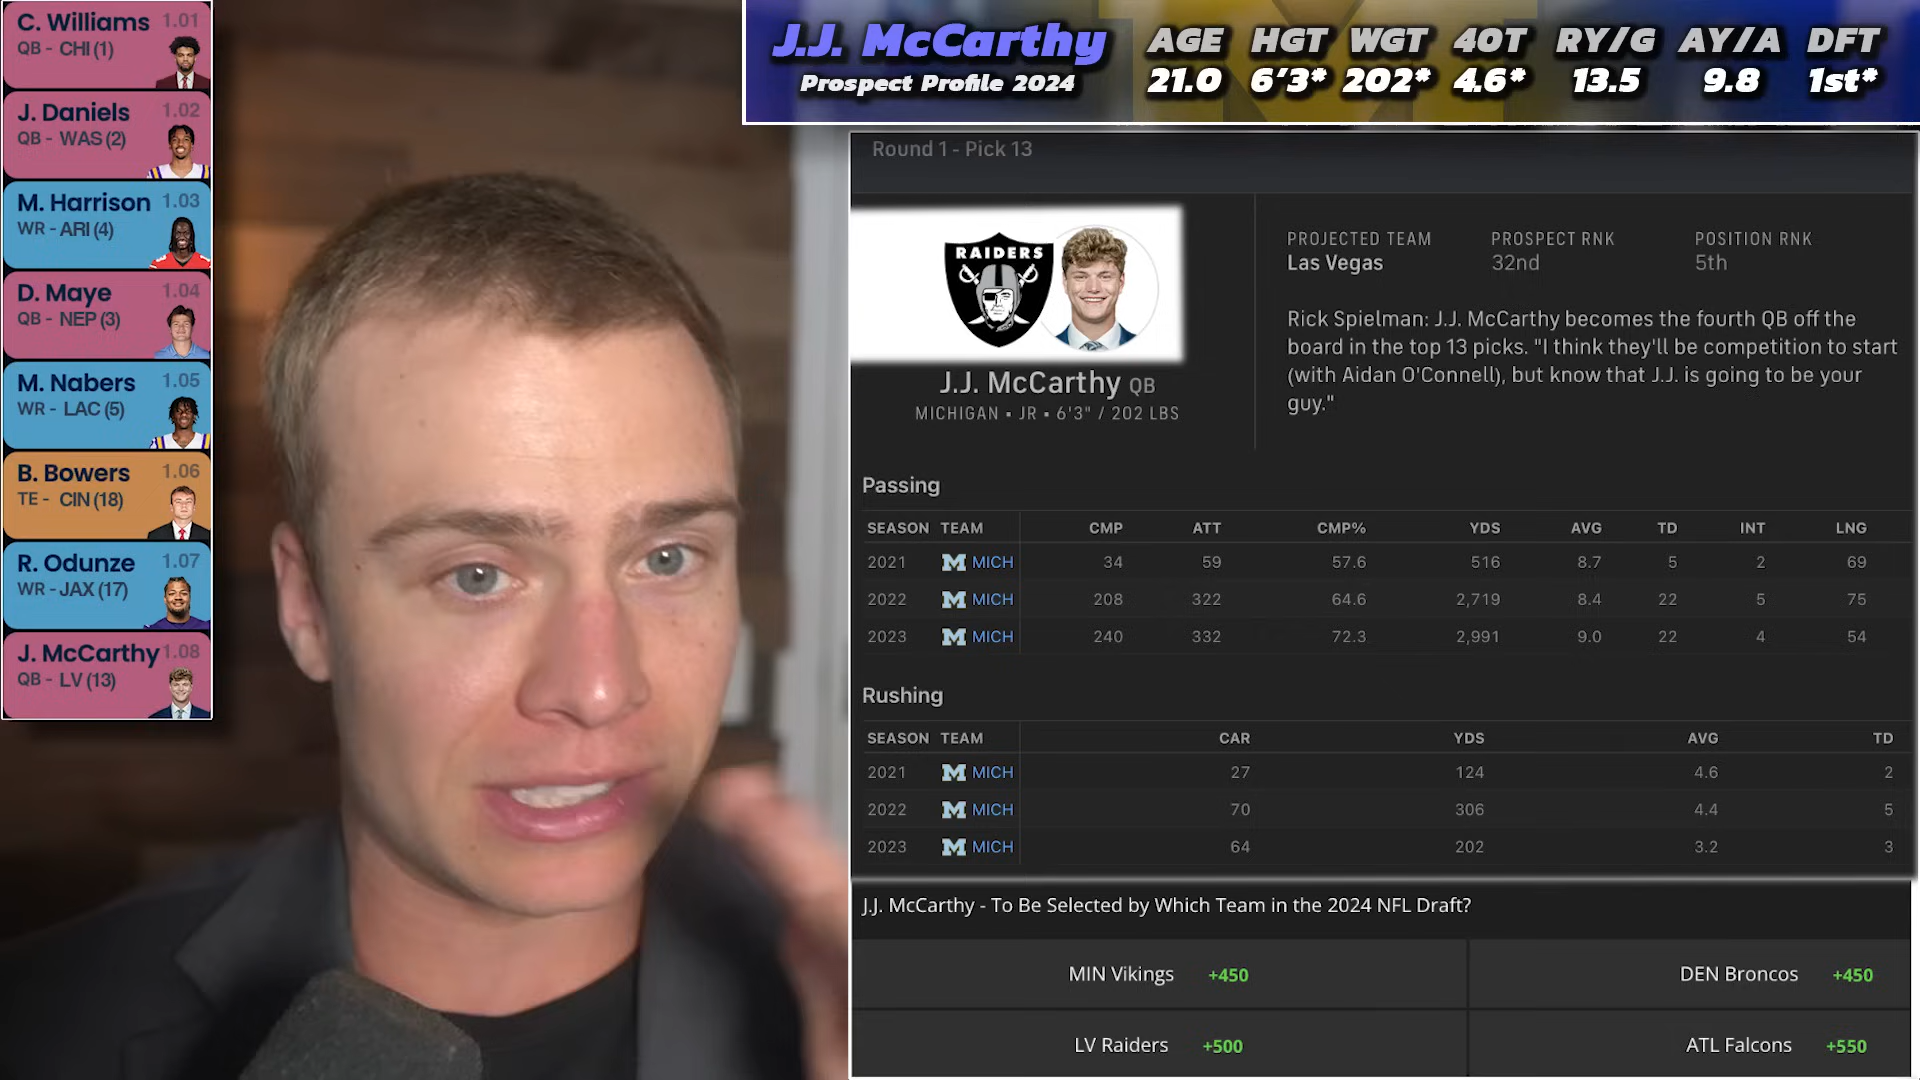 C. Williams 1.01
QB - CHI (1)
J. Daniels 1.02
QB - WAS (2)
M. Harrison 1.03
WR - ARI (4)
D. Maye 1.04
QB - NEP (3)
M. Nabers 1.05
WR - LAC (5)
B. Bowers 1.06
TE - CIN (18)
R. Odunze 1.07
WR - JAX (17)
J. McCarthy 1.08
QB - LV (13)
J.J. McCarthy
Prospect Profile 2024
AGE HGT WGT 40T RY/G AY/A DFT
21.0 6'3* 202* 4.6* 13.5 9.8 1st*
Round 1 - Pick 13
RAIDERS
J.J. McCarthy QB
MICHIGAN • JR • 6'3" / 202 LBS
PROJECTED TEAM PROSPECT RNK POSITION RNK
Las Vegas 32nd 5th
Rick Spielman: J.J. McCarthy becomes the fourth QB off the
board in the top 13 picks. "I think they'll be competition to start
(with Aidan O'Connell), but know that J.J. is going to be your
guy."
Passing
SEASON TEAM CMP ATT CMP% YDS AVG TD INT LNG
2021 M MICH 34 59 57.6 516 8.7 5 2 69
2022 M MICH 208 322 64.6 2,719 8.4 22 5 75
2023 M MICH 240 332 72.3 2,991 9.0 22 4 54
Rushing
SEASON TEAM CAR YDS AVG TD
2021 M MICH 27 124 4.6 2
2022 M MICH 70 306 4.4 5
2023 M MICH 64 202 3.2 3
J.J. McCarthy - To Be Selected by Which Team in the 2024 NFL Draft?
MIN Vikings +450 DEN Broncos +450
LV Raiders +500 ATL Falcons +550